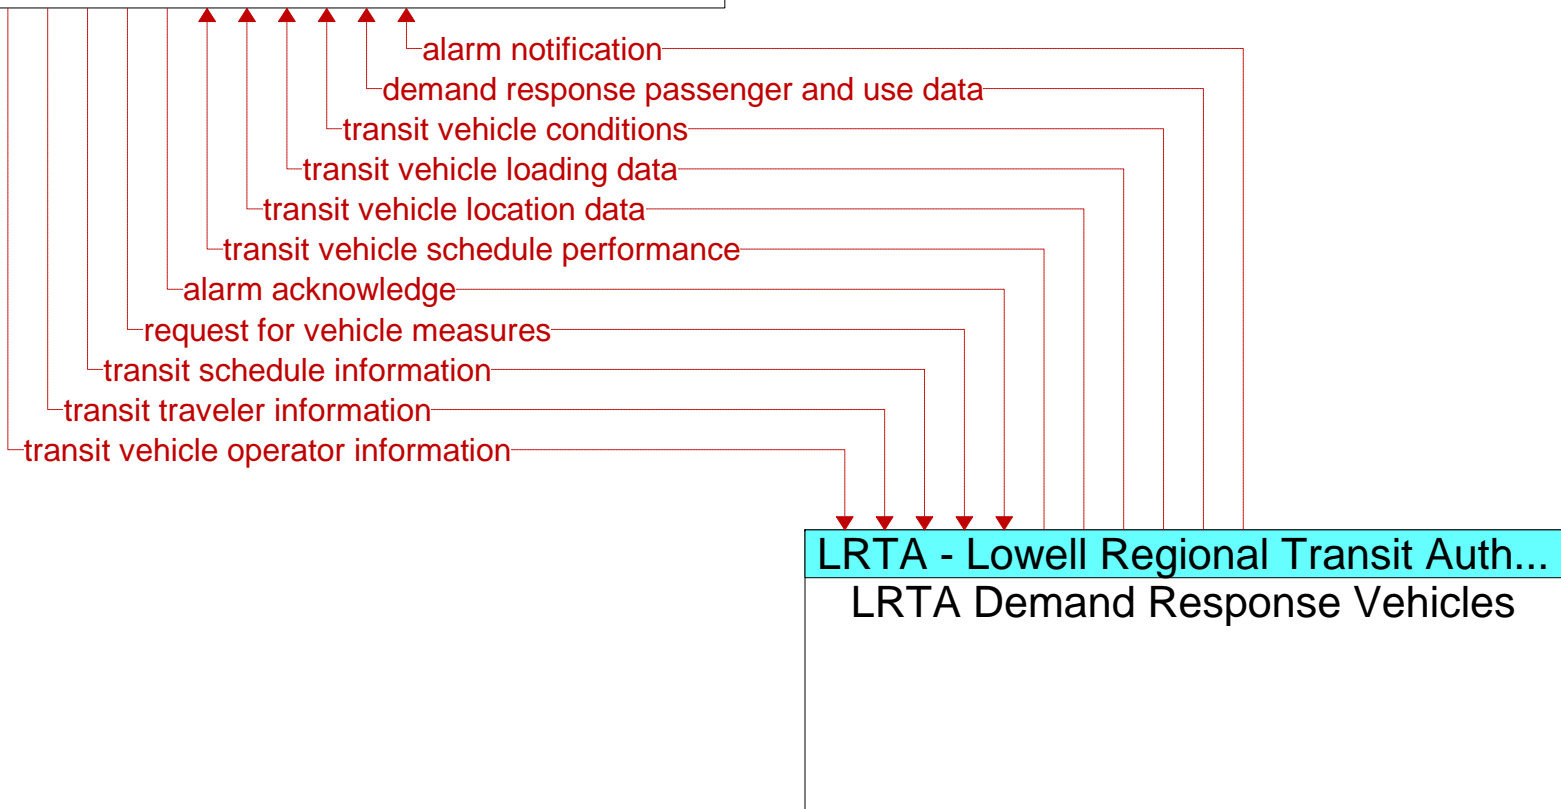 alarm notification
demand response passenger and use data
transit vehicle conditions
transit vehicle loading data
transit vehicle location data
transit vehicle schedule performance
alarm acknowledge
request for vehicle measures
transit schedule information
transit traveler information
transit vehicle operator information
LRTA - Lowell Regional Transit Auth...
LRTA Demand Response Vehicles